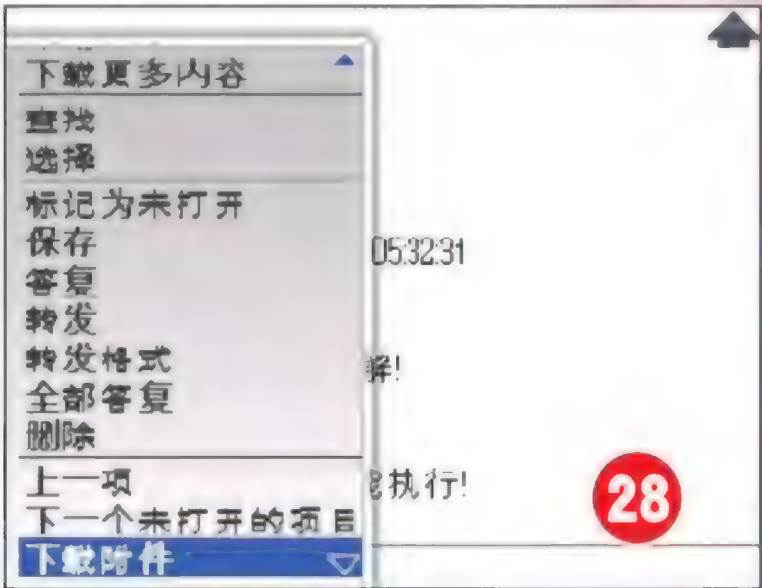 下载更多内容
查找
选择
标记为未打开
保存
05:32:31
答复
转发
转发格式
择!
全部答复
删除
上一项
执行!
28
下一个未打开的项目
下载附件